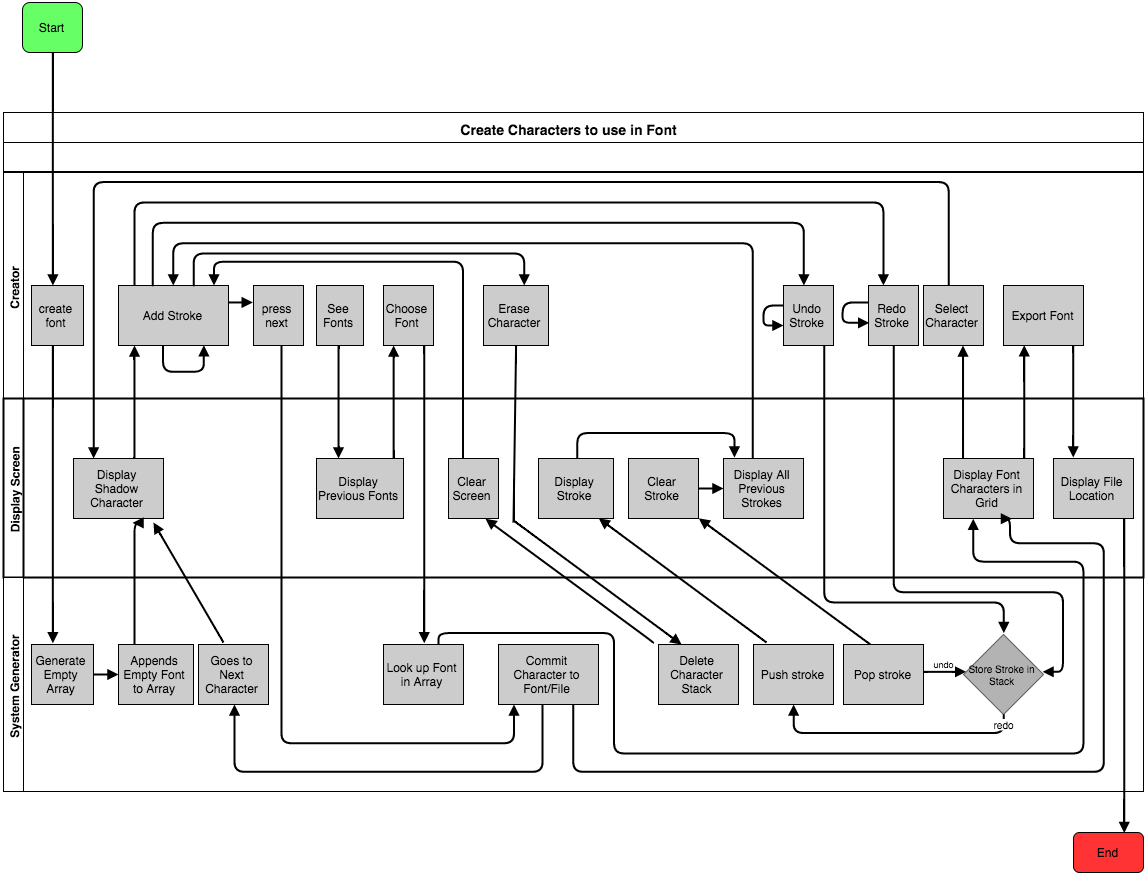 Start
Create Characters to use in Font
Creator
create
font
Add Stroke
press
next
See
Fonts
Choose
Font
Erase
Character
Undo
Stroke
Redo
Stroke
Select
Character
Export Font
Display Screen
Display
Shadow
Character
Display
Previous Fonts
Clear
Screen
Display
Stroke
Clear
Stroke
Display All
Previous
Strokes
Display Font
Characters in
Grid
Display File
Location
System Generator
Generate
Empty
Array
Appends
Empty Font
to Array
Goes to
Next
Character
Look up Font
in Array
Commit
Character to
Font/File
Delete
Character
Stack
Push stroke
Pop stroke
undo
Store Stroke in
Stack
redo
End